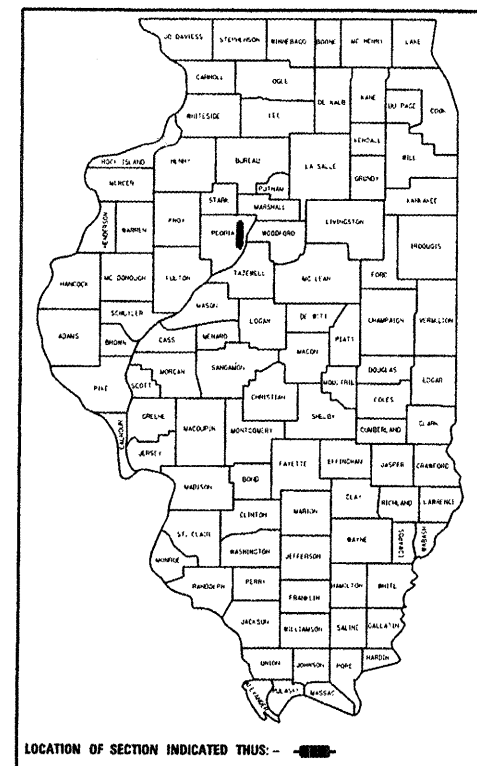 JO DAVIESS STEPHENSON WINNEBAGO BOONE MC HENRY LAKE
CARROLL OGLE DE KALB KANE DU PAGE COOK
WHITESIDE LEE KENDALL WILL
ROCK ISLAND HENRY BUREAU LA SALLE GRUNDY
MERCER STARK PUTNAM KANKAKEE
HENDERSON WARREN KNOX PEORIA MARSHALL WOODFORD LIVINGSTON IROQUOIS
HANCOCK MC DONOUGH FULTON TAZEWELL MC LEAN FORD
ADAMS SCHUYLER MASON LOGAN DE WITT CHAMPAIGN VERMILION
BROWN CASS MENARD PIATT
PIKE SCOTT MORGAN SANGAMON MACON DOUGLAS EDGAR
CHRISTIAN MOULTRIE COLES
CALHOUN GREENE MACOUPIN MONTGOMERY SHELBY CUMBERLAND CLARK
JERSEY FAYETTE EFFINGHAM JASPER CRAWFORD
MADISON BOND CLAY RICHLAND LAWRENCE
CLINTON MARION
ST. CLAIR WASHINGTON JEFFERSON WAYNE EDWARDS WABASH
MONROE
RANDOLPH PERRY HAMILTON WHITE
FRANKLIN
JACKSON WILLIAMSON SALINE GALLATIN
UNION JOHNSON POPE HARDIN
ALEXANDER PULASKI MASSAC
LOCATION OF SECTION INDICATED THUS: -